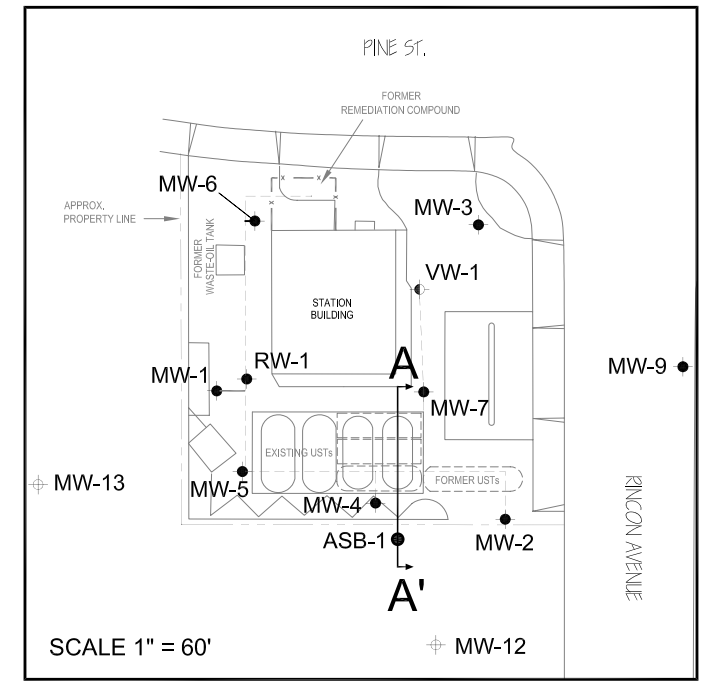 PINE ST.
FORMER
REMEDIATION COMPOUND
MW-6
APPROX.
PROPERTY LINE
MW-3
FORMER
WASTE-OIL TANK
VW-1
STATION
BUILDING
A
RW-1
MW-1
MW-9
MW-7
EXISTING USTs
FORMER USTs
MW-13
MW-5
MW-4
MW-2
ASB-1
RINCON AVENUE
A'
SCALE 1" = 60'
MW-12